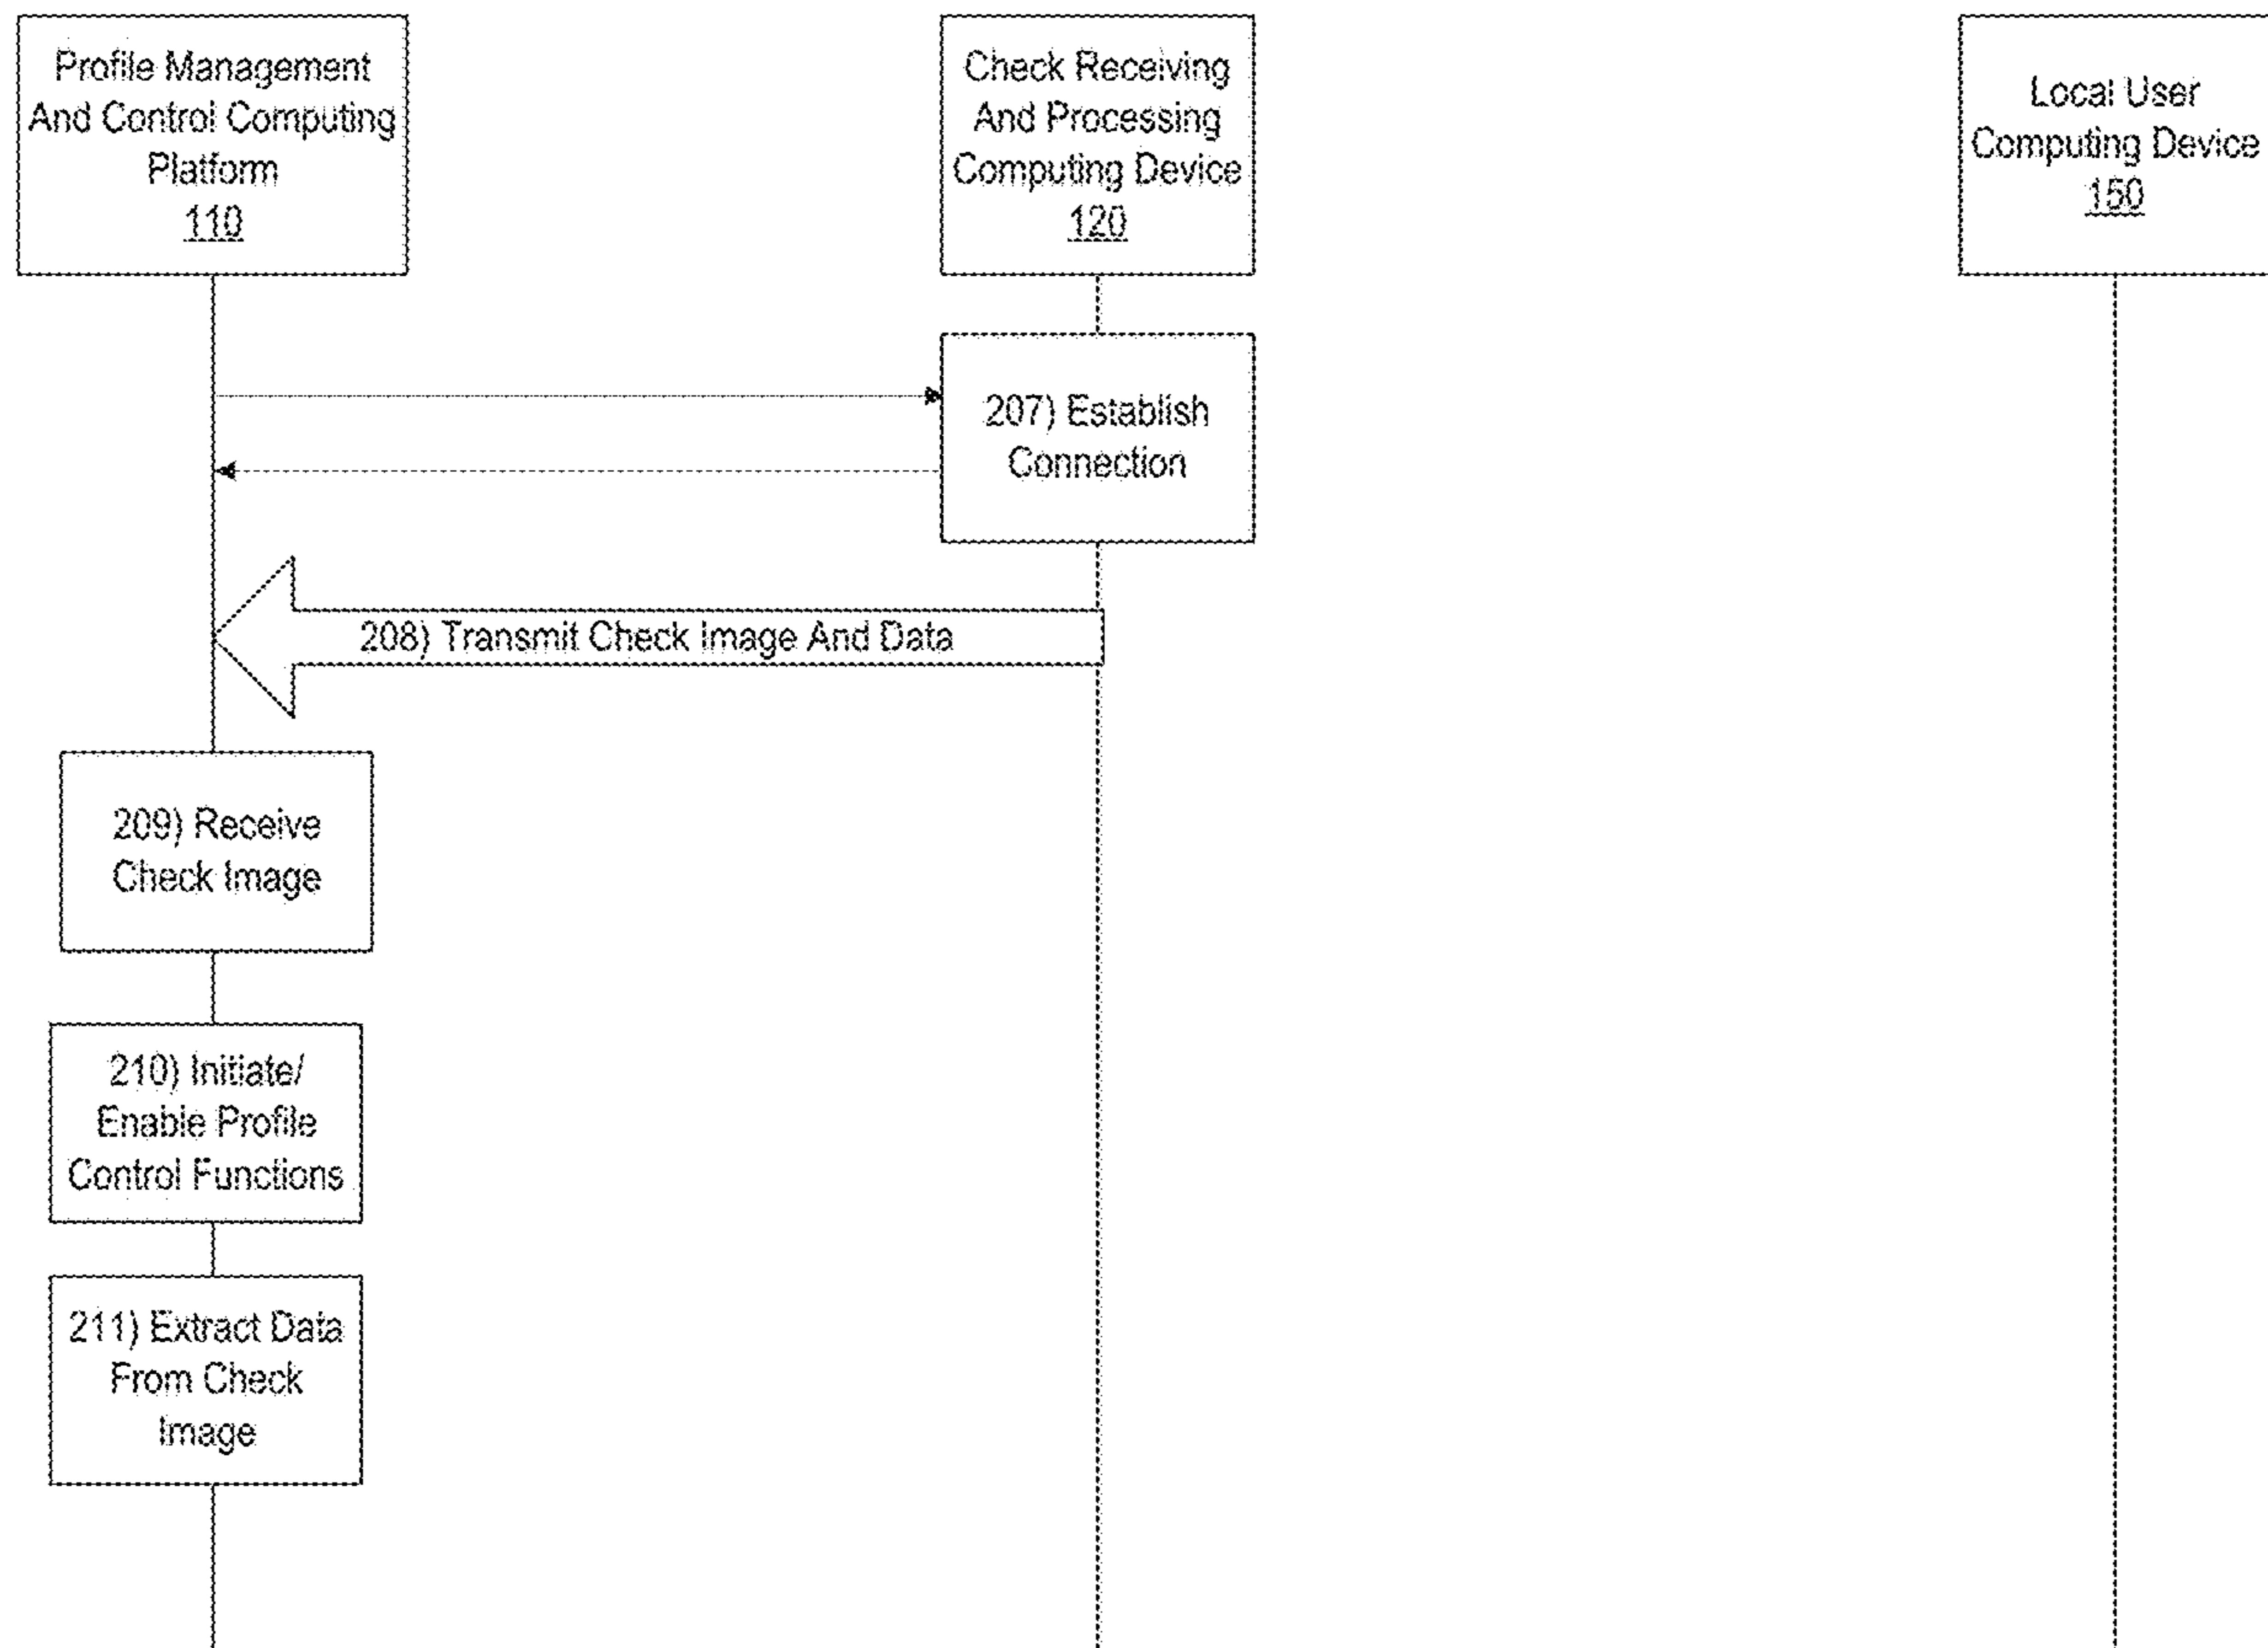 Profile Management
And Control Computing
Platform
110
Check Receiving
And Processing
Computing Device
120
Local User
Computing Device
150
207) Establish
Connection
208) Transmit Check Image And Data
209) Receive
Check Image
210) Initiate/
Enable Profile
Control Functions
211) Extract Data
From Check
Image